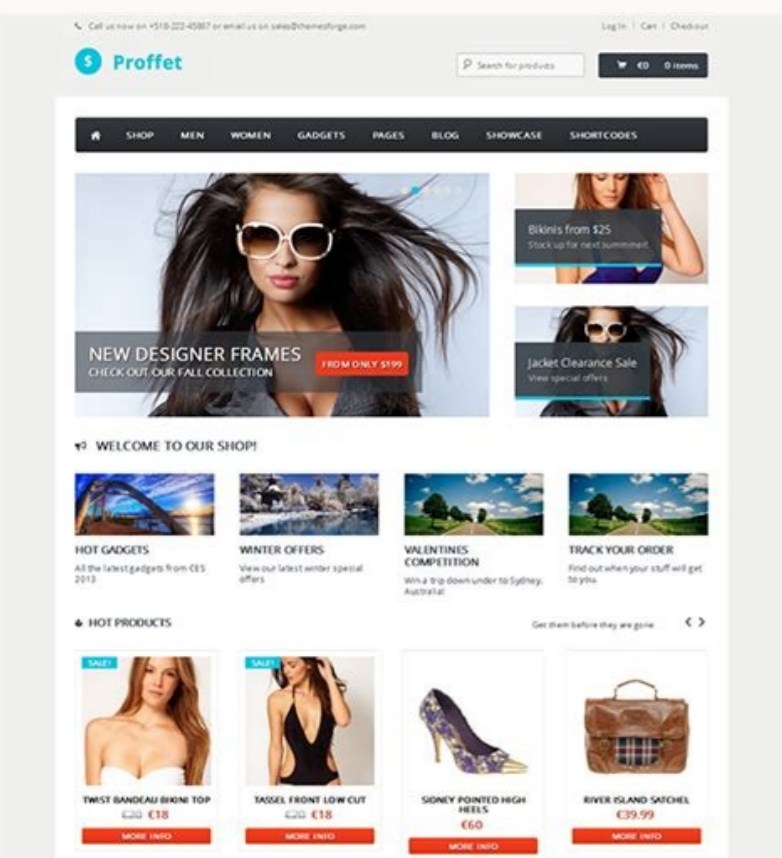 Call us now on +518-222-45867 or email us on sales@themesforge.com
Log In | Cart | Checkout
$ Proffet
Search for products
€0 0 items
SHOP MEN WOMEN GADGETS PAGES BLOG SHOWCASE SHORTCODES
Bikinis from $25
Stock up for next summmer!
NEW DESIGNER FRAMES
CHECK OUT OUR FALL COLLECTION
FROM ONLY $199
Jacket Clearance Sale
View special offers
WELCOME TO OUR SHOP!
HOT GADGETS
All the latest gadgets from CES
2013
WINTER OFFERS
View our latest winter special
offers
VALENTINES
COMPETITION
Win a trip down under to Sydney,
Australia!
TRACK YOUR ORDER
Find out when your stuff will get
to you.
HOT PRODUCTS
Get them before they are gone
SALE!
TWIST BANDEAU BIKINI TOP
€20 €18
MORE INFO
SALE!
TASSEL FRONT LOW CUT
€20 €18
MORE INFO
SIDNEY POINTED HIGH
HEELS
€60
MORE INFO
RIVER ISLAND SATCHEL
€39.99
MORE INFO